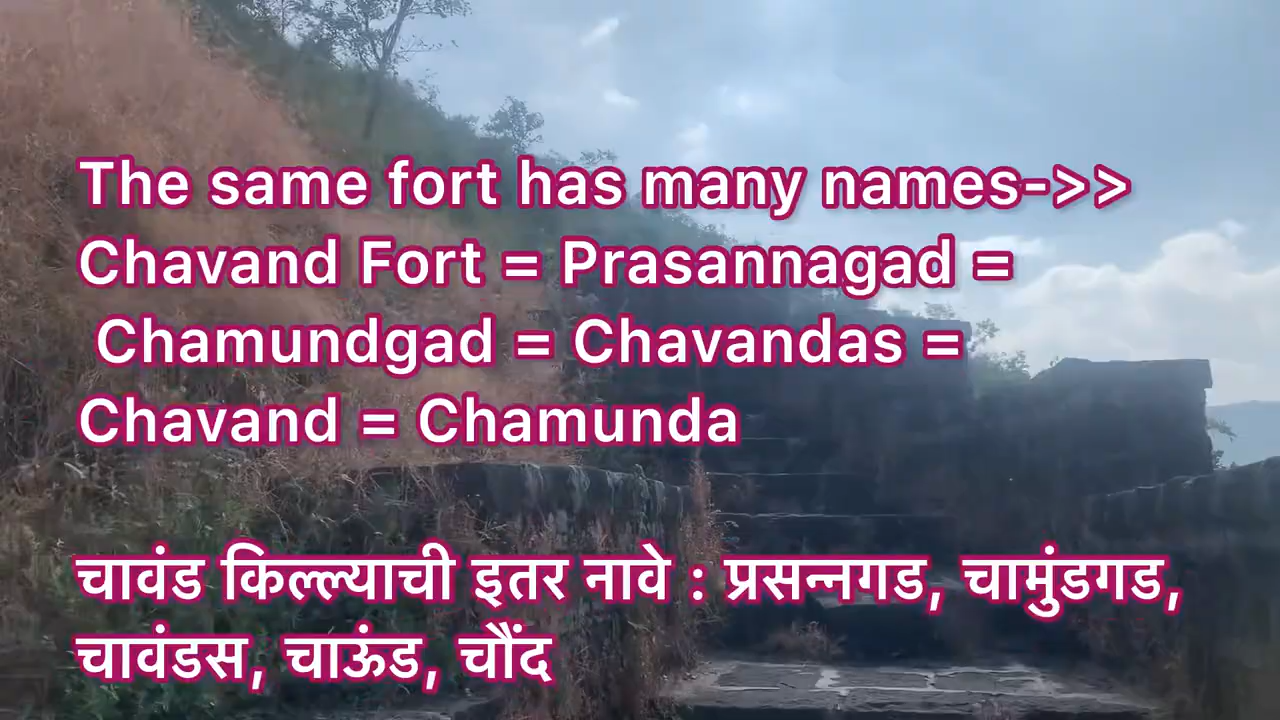 The same fort has many names->>
Chavand Fort = Prasannagad =
Chamundgad = Chavandas =
Chavand = Chamunda
चावंड किल्ल्याची इतर नावे : प्रसन्नगड, चामुंडगड,
चावंडस, चाऊंड, चौंद